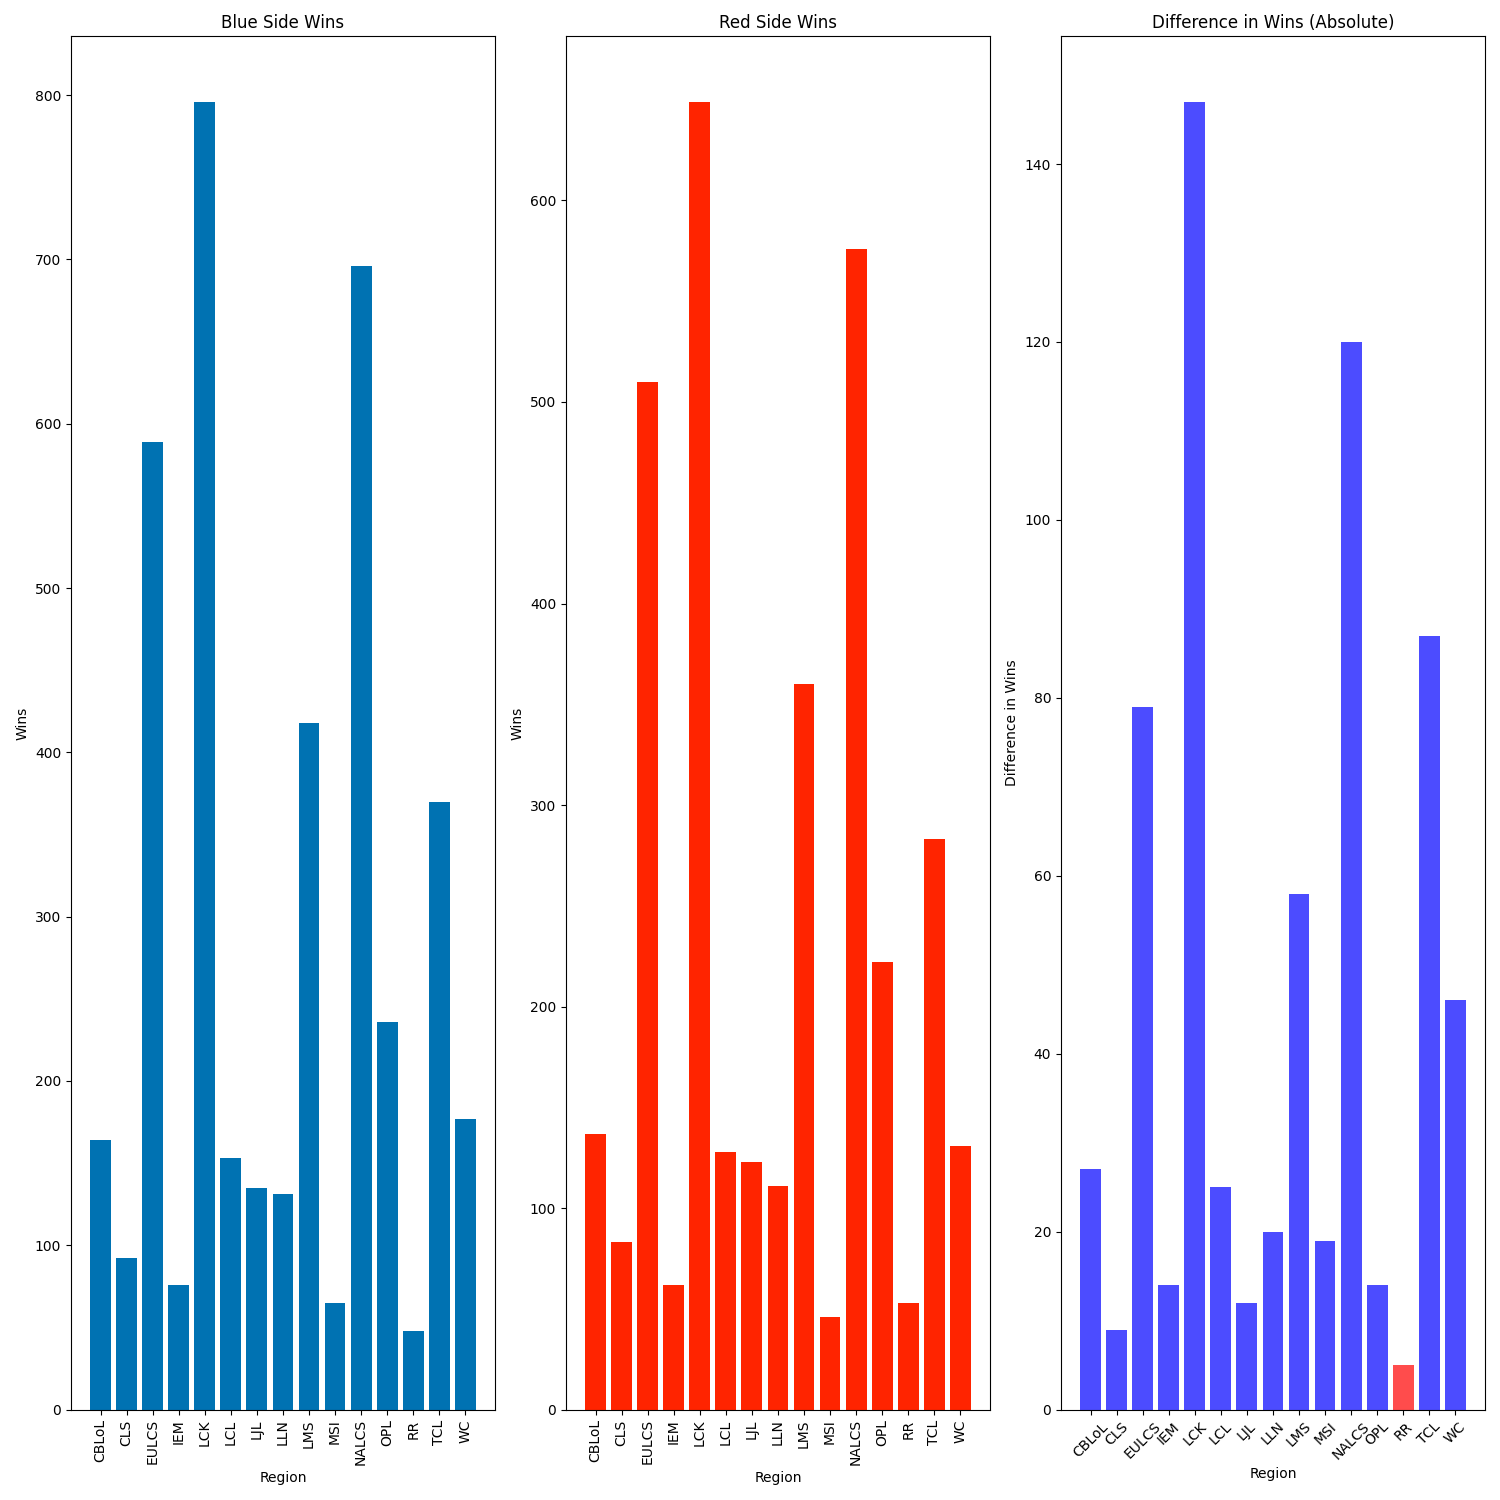 Blue Side Wins
Wins
800
700
600
500
400
300
200
100
0
CBLoL
CLS
EULCS
IEM
LCK
LCL
LJL
LLN
LMS
MSI
NALCS
OPL
RR
TCL
WC
Region
Red Side Wins
Wins
600
500
400
300
200
100
0
CBLoL
CLS
EULCS
IEM
LCK
LCL
LJL
LLN
LMS
MSI
NALCS
OPL
RR
TCL
WC
Region
Difference in Wins (Absolute)
Difference in Wins
140
120
100
80
60
40
20
0
CBLoL
CLS
EULCS
IEM
LCK
LCL
LJL
LLN
LMS
MSI
NALCS
OPL
RR
TCL
WC
Region